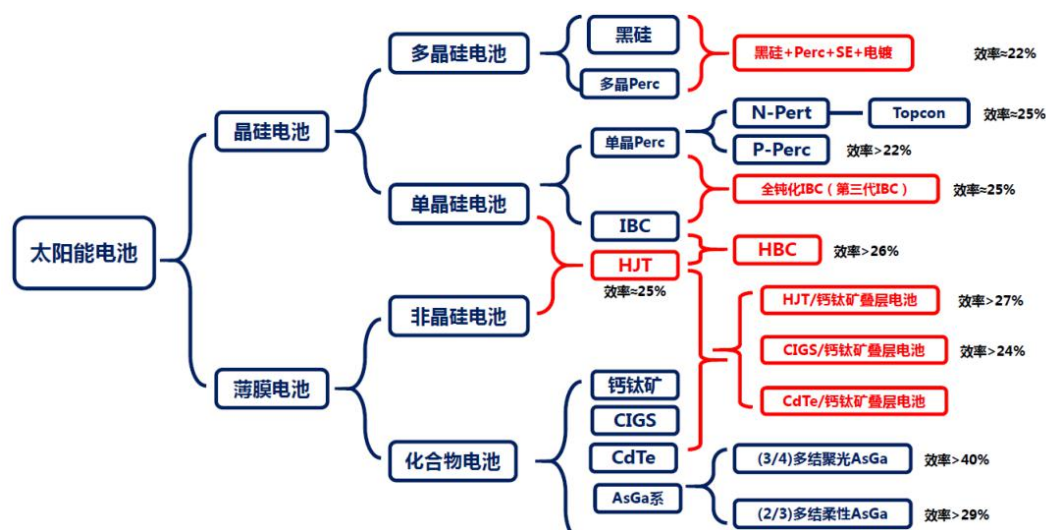 太阳能电池
晶硅电池
薄膜电池
多晶硅电池
单晶硅电池
非晶硅电池
化合物电池
黑硅
多晶Perc
黑硅+Perc+SE+电镀
效率≈22%
单晶Perc
N-Pert
Topcon
效率≈25%
P-Perc
效率>22%
全钝化IBC（第三代IBC）
效率≈25%
IBC
HJT
效率≈25%
HBC
效率>26%
HJT/钙钛矿叠层电池
效率>27%
CIGS/钙钛矿叠层电池
效率>24%
CdTe/钙钛矿叠层电池
钙钛矿
CIGS
CdTe
AsGa系
(3/4)多结聚光AsGa
效率>40%
(2/3)多结柔性AsGa
效率>29%